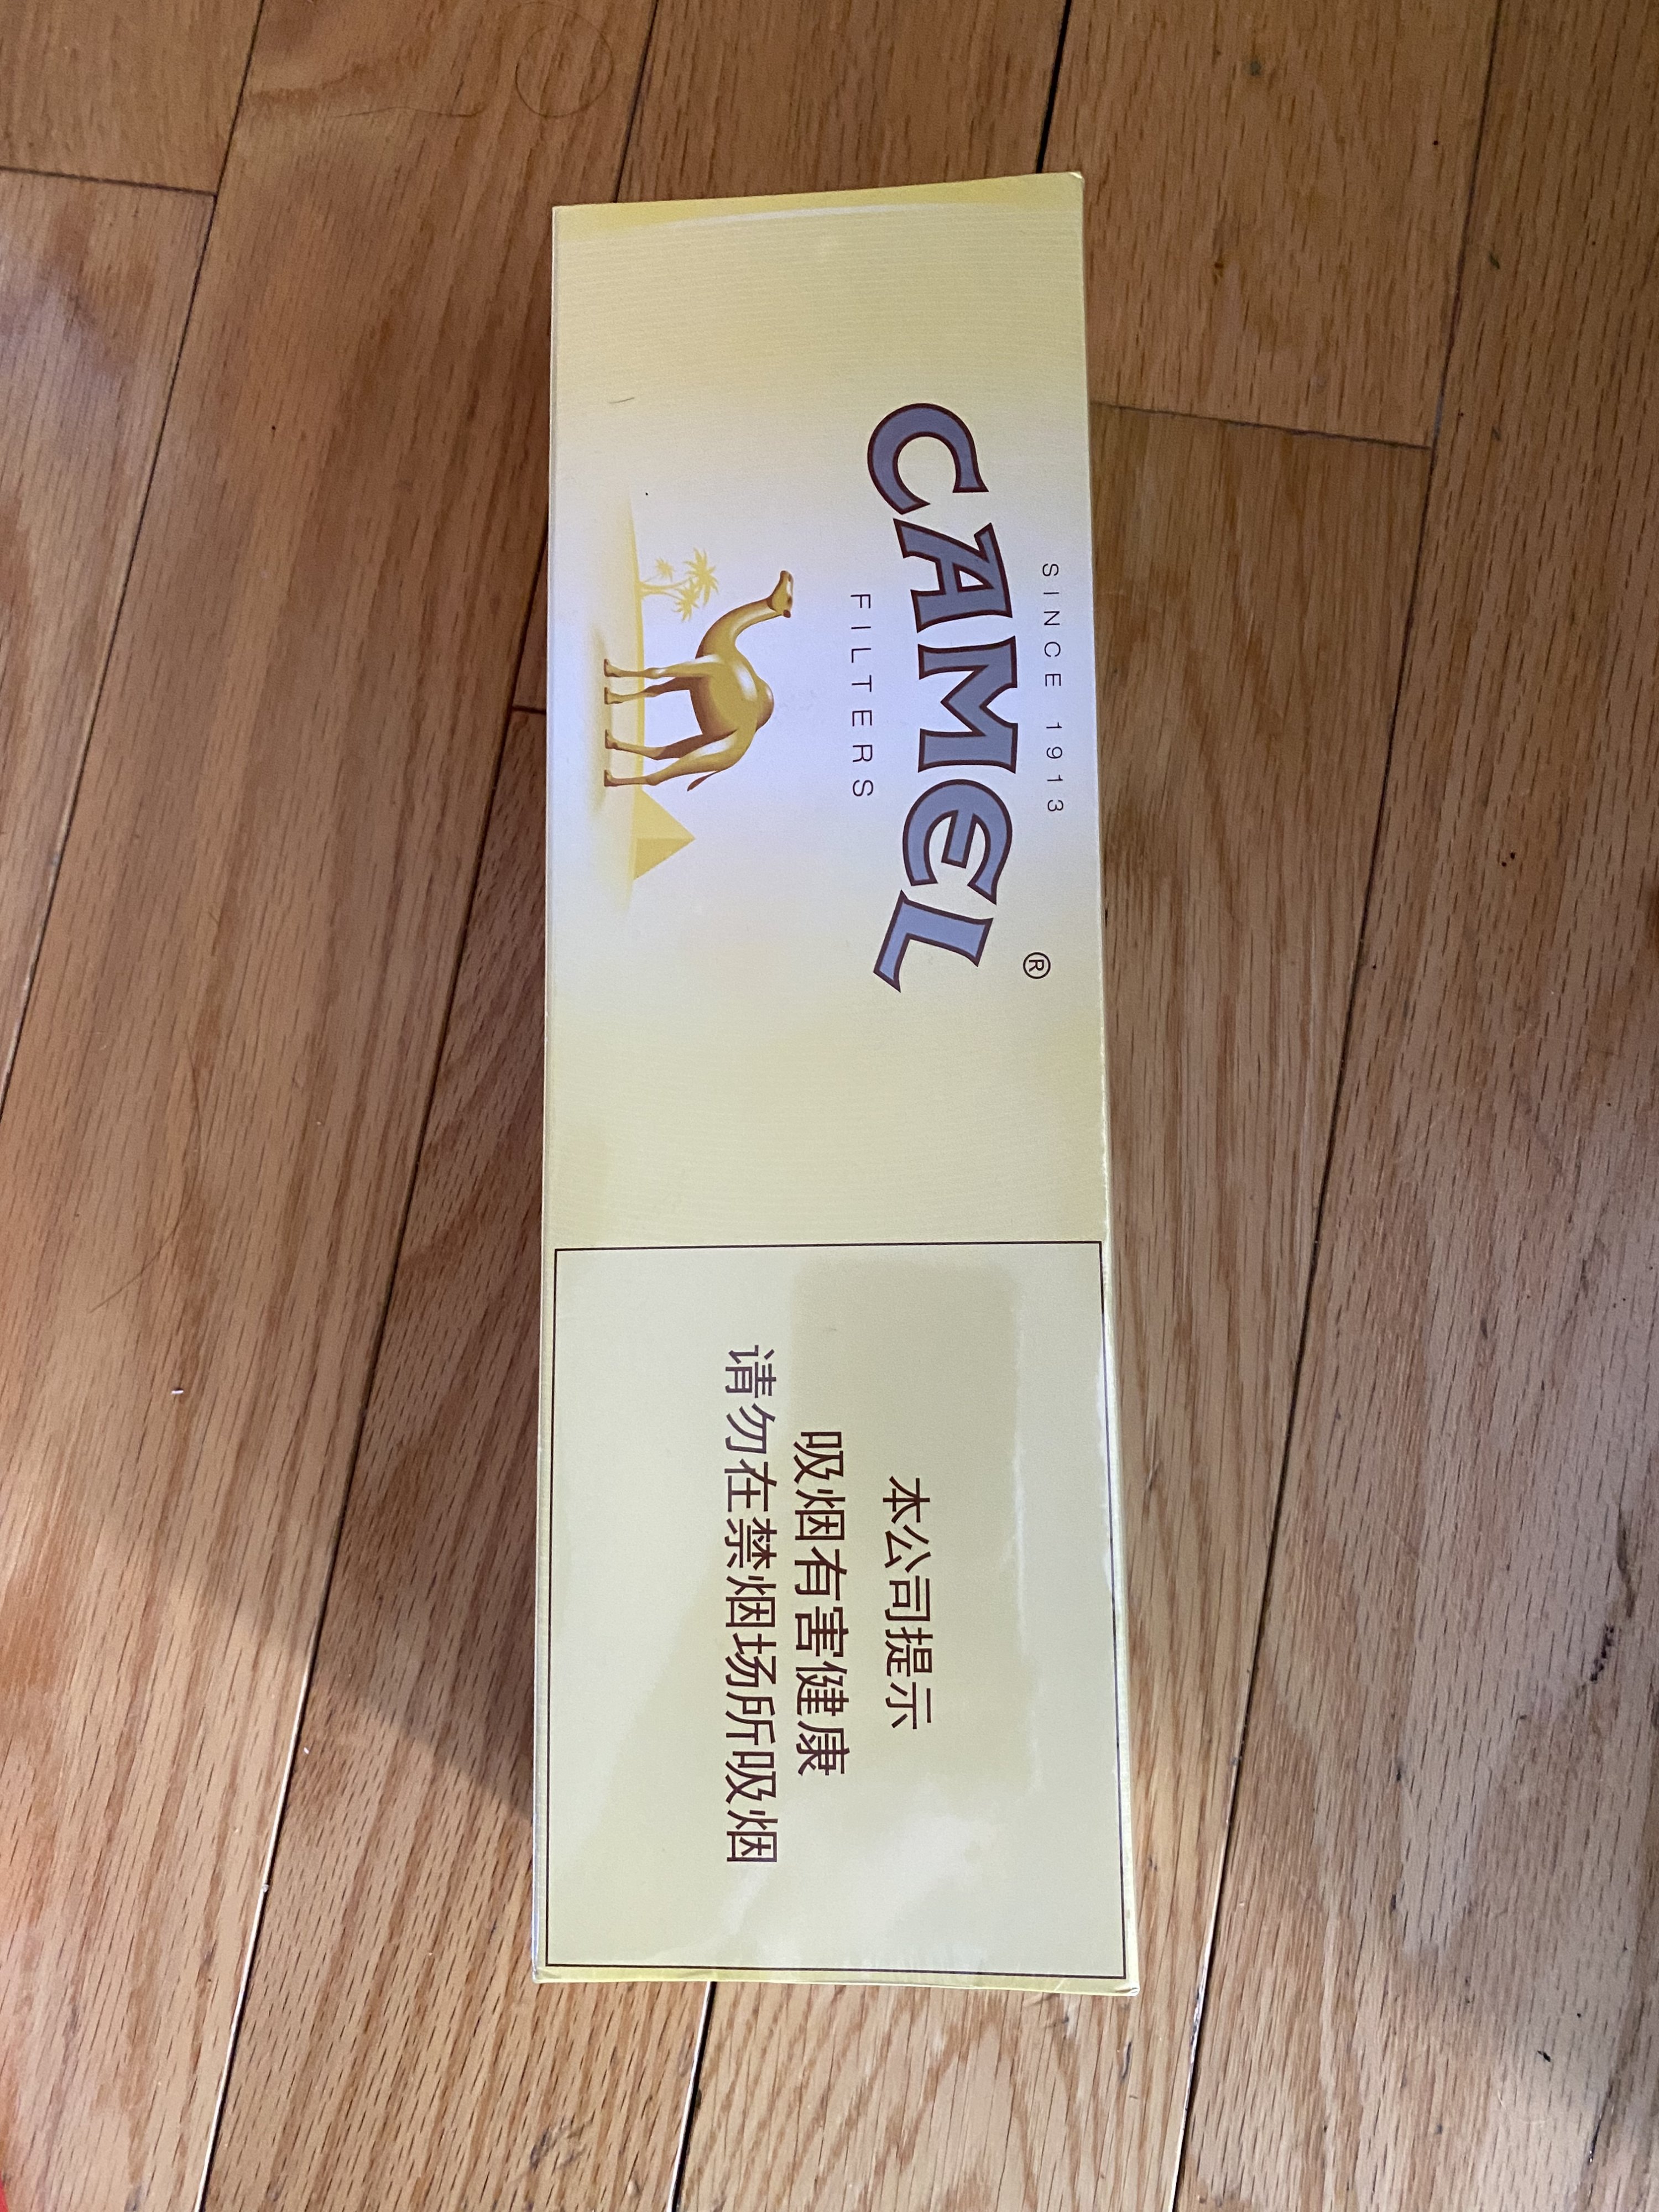 SINCE 1913
CAMEL®
FILTERS
本公司提示
吸烟有害健康
请勿在禁烟场所吸烟